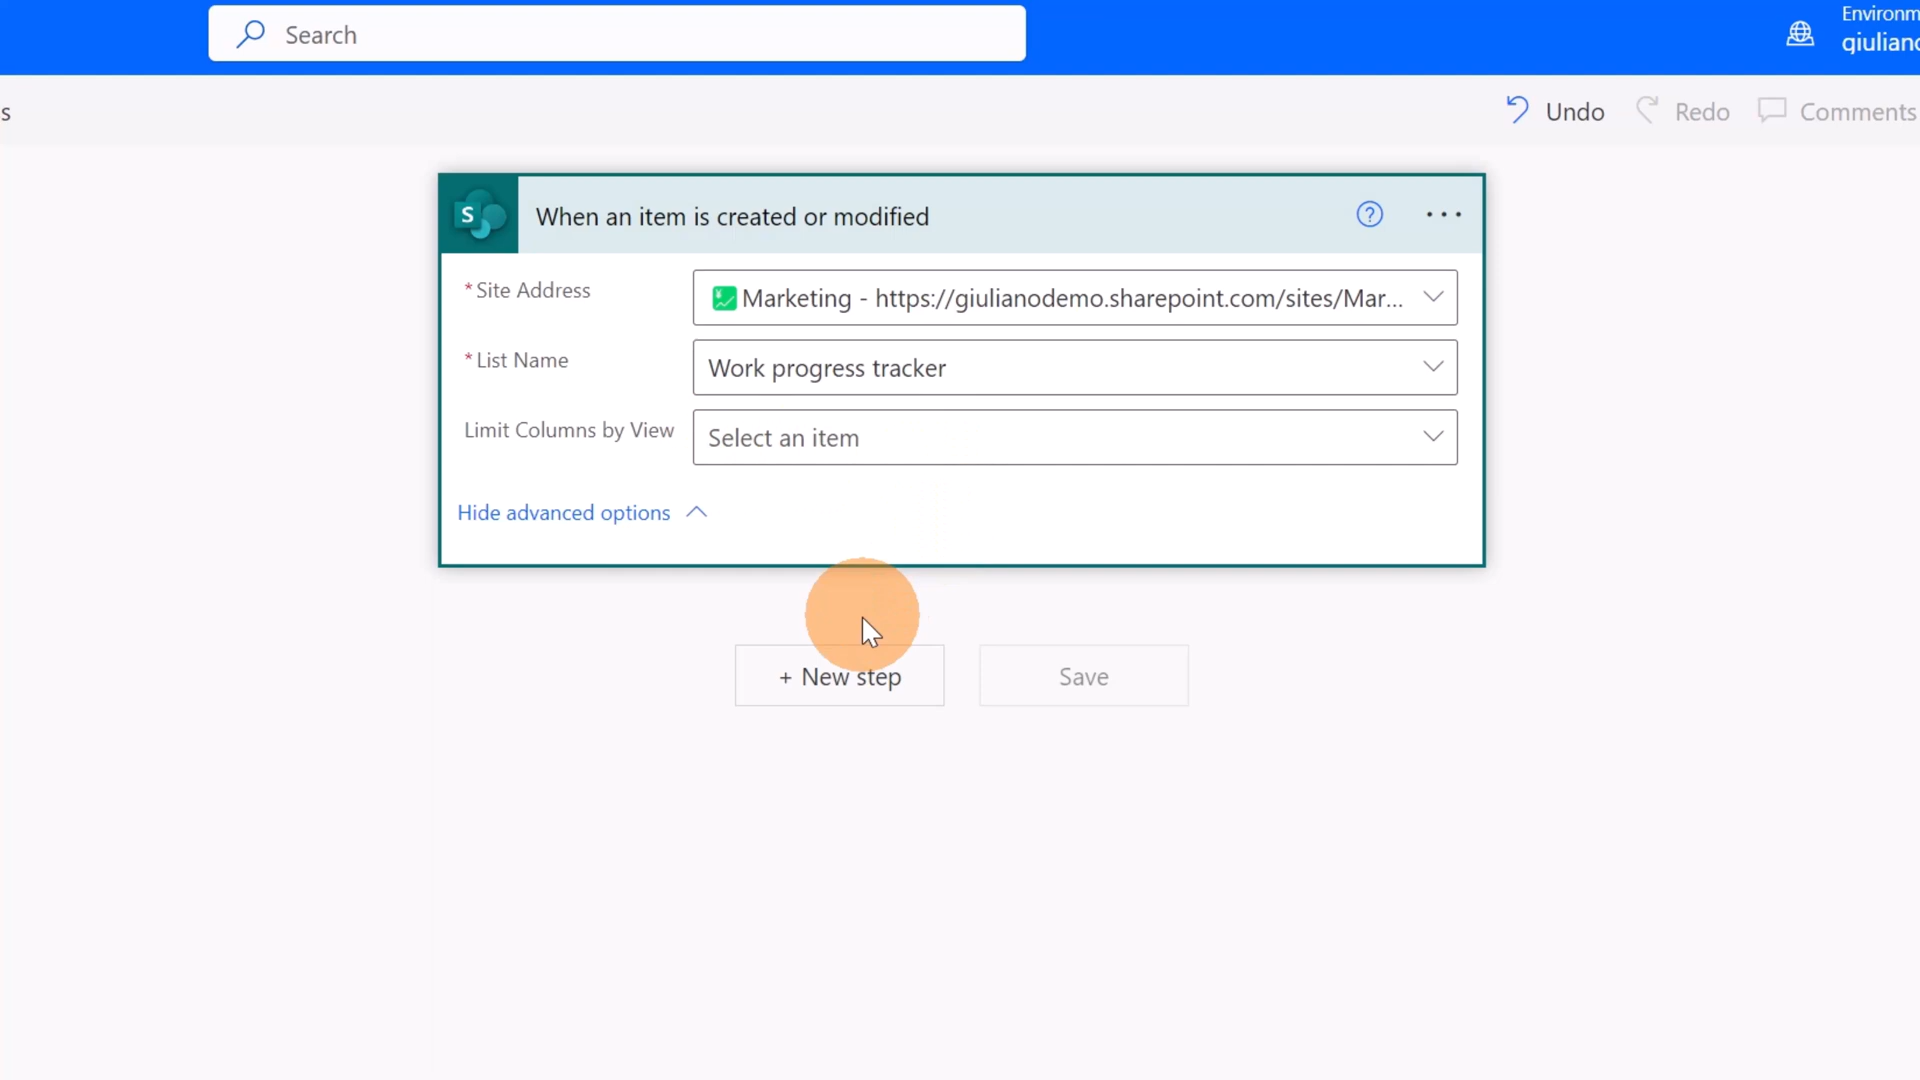 Search
Environm
giuliano
s
Undo
Redo
Comments
S
When an item is created or modified
?
...
* Site Address
Marketing - https://giulianodemo.sharepoint.com/sites/Mar...
* List Name
Work progress tracker
Limit Columns by View
Select an item
Hide advanced options
+ New step
Save